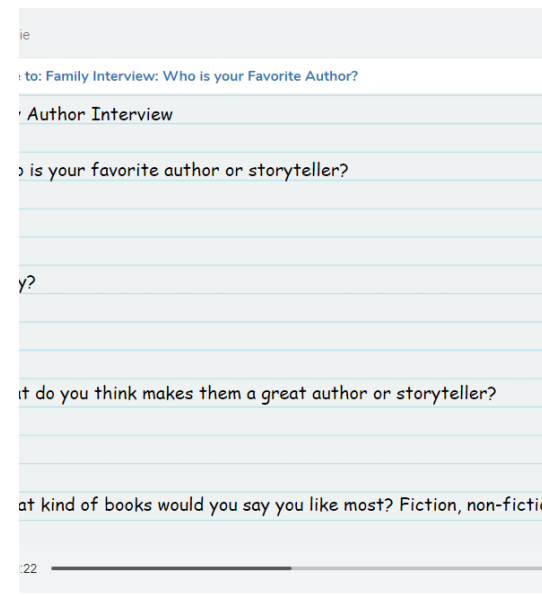 ie
to: Family Interview: Who is your Favorite Author?
Author Interview
is your favorite author or storyteller?
y?
t do you think makes them a great author or storyteller?
at kind of books would you say you like most? Fiction, non-ficti
:22